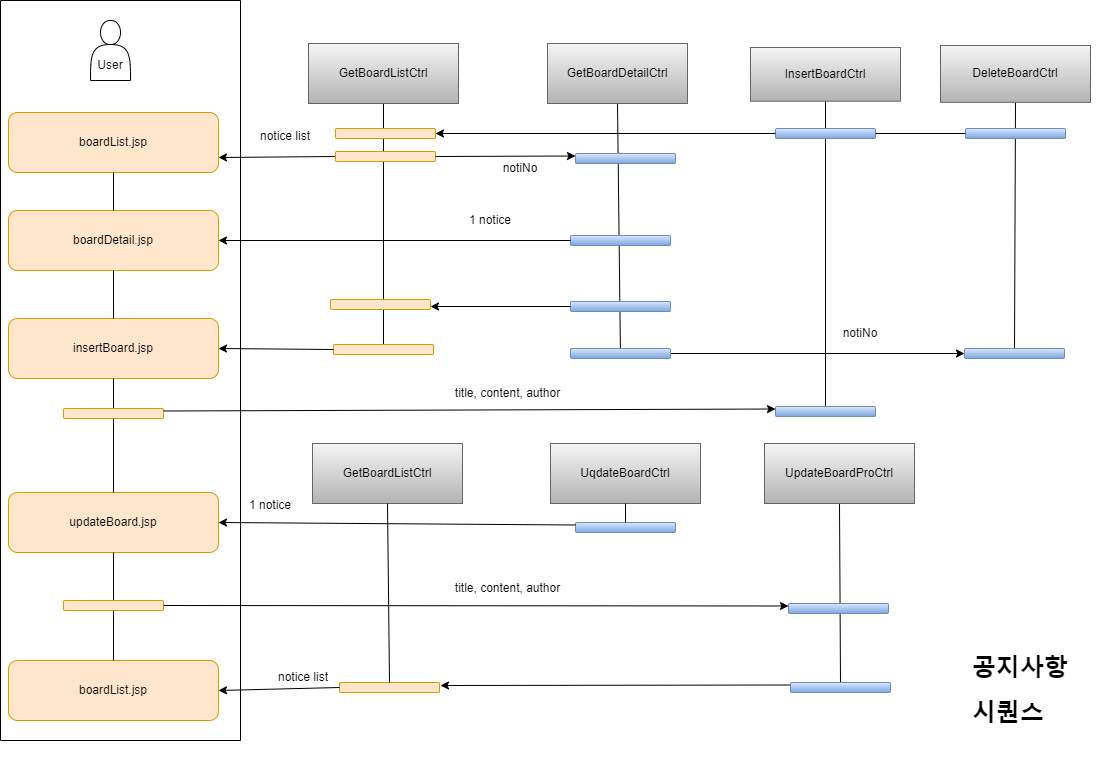 User
GetBoardListCtrl
GetBoardDetailCtrl
InsertBoardCtrl
DeleteBoardCtrl
boardList.jsp
notice list
notiNo
boardDetail.jsp
1 notice
insertBoard.jsp
notiNo
title, content, author
GetBoardListCtrl
UqdateBoardCtrl
UpdateBoardProCtrl
1 notice
updateBoard.jsp
title, content, author
notice list
boardList.jsp
공지사항
시퀀스